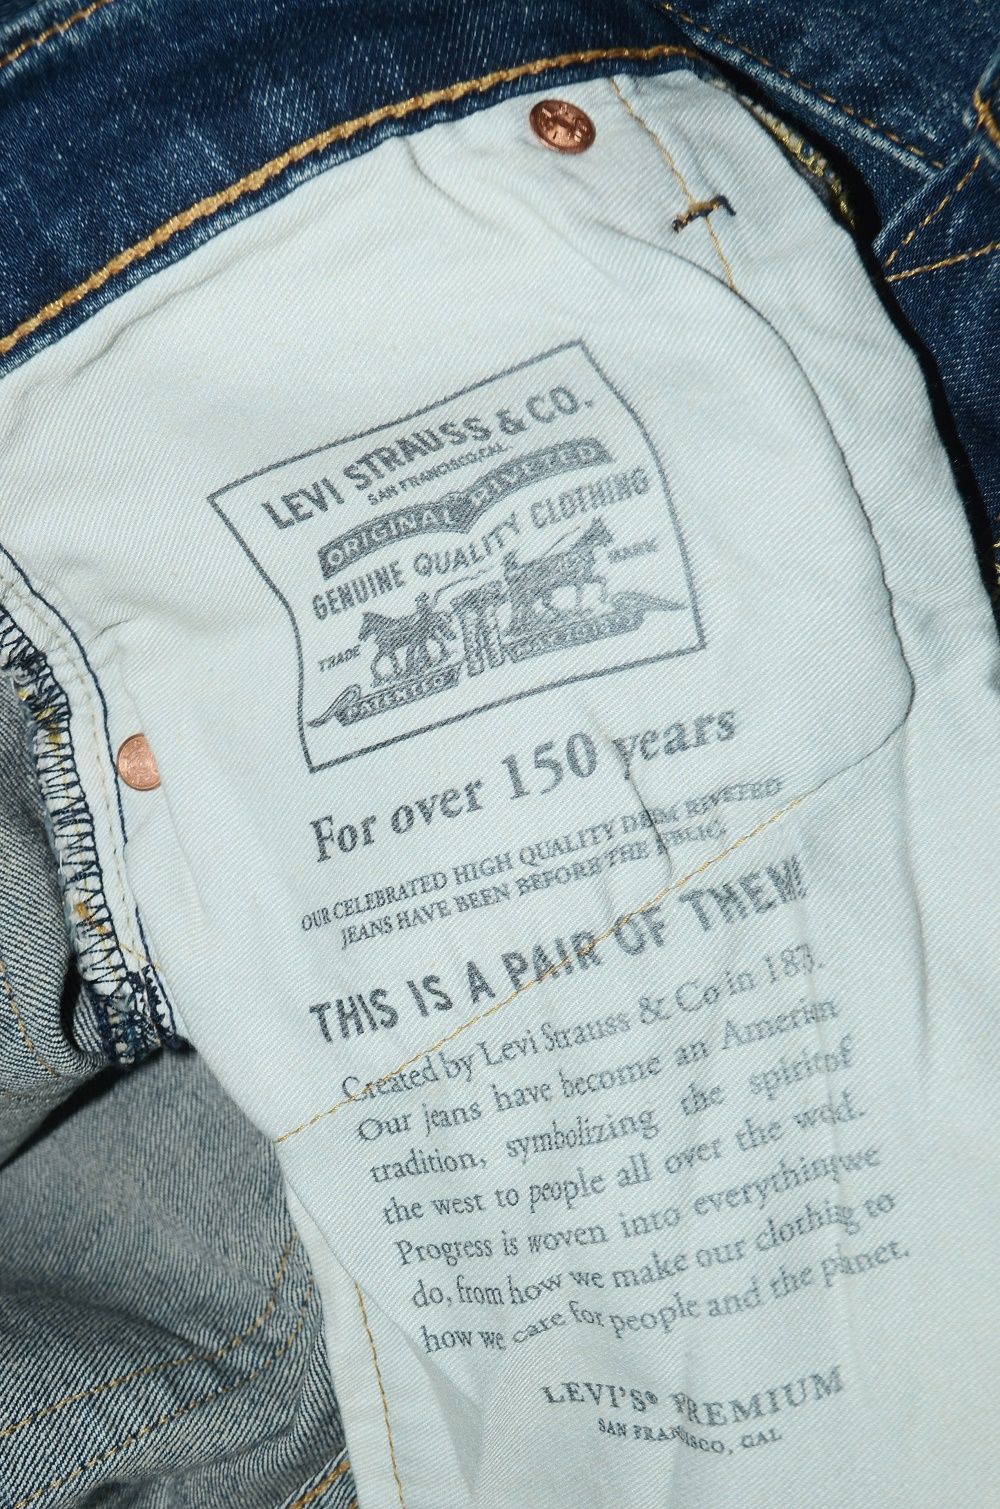 LEVI STRAUSS & CO.
SAN FRANCISCO, CAL.
ORIGINAL RIVETED
GENUINE QUALITY CLOTHING
TRADE MARK
PATENTED
For over 150 years
OUR CELEBRATED HIGH QUALITY DENIM RIVETED
JEANS HAVE BEEN BEFORE THE PUBLIC
THIS IS A PAIR OF THEM!
Created by Levi Strauss & Co in
Our jeans have become an American
tradition, symbolizing the spirit of
the west to people all over the world.
Progress is woven into everything we
do, from how we make our clothing to
how we care for people and the planet.
LEVI'S® PREMIUM
SAN FRANCISCO, CAL